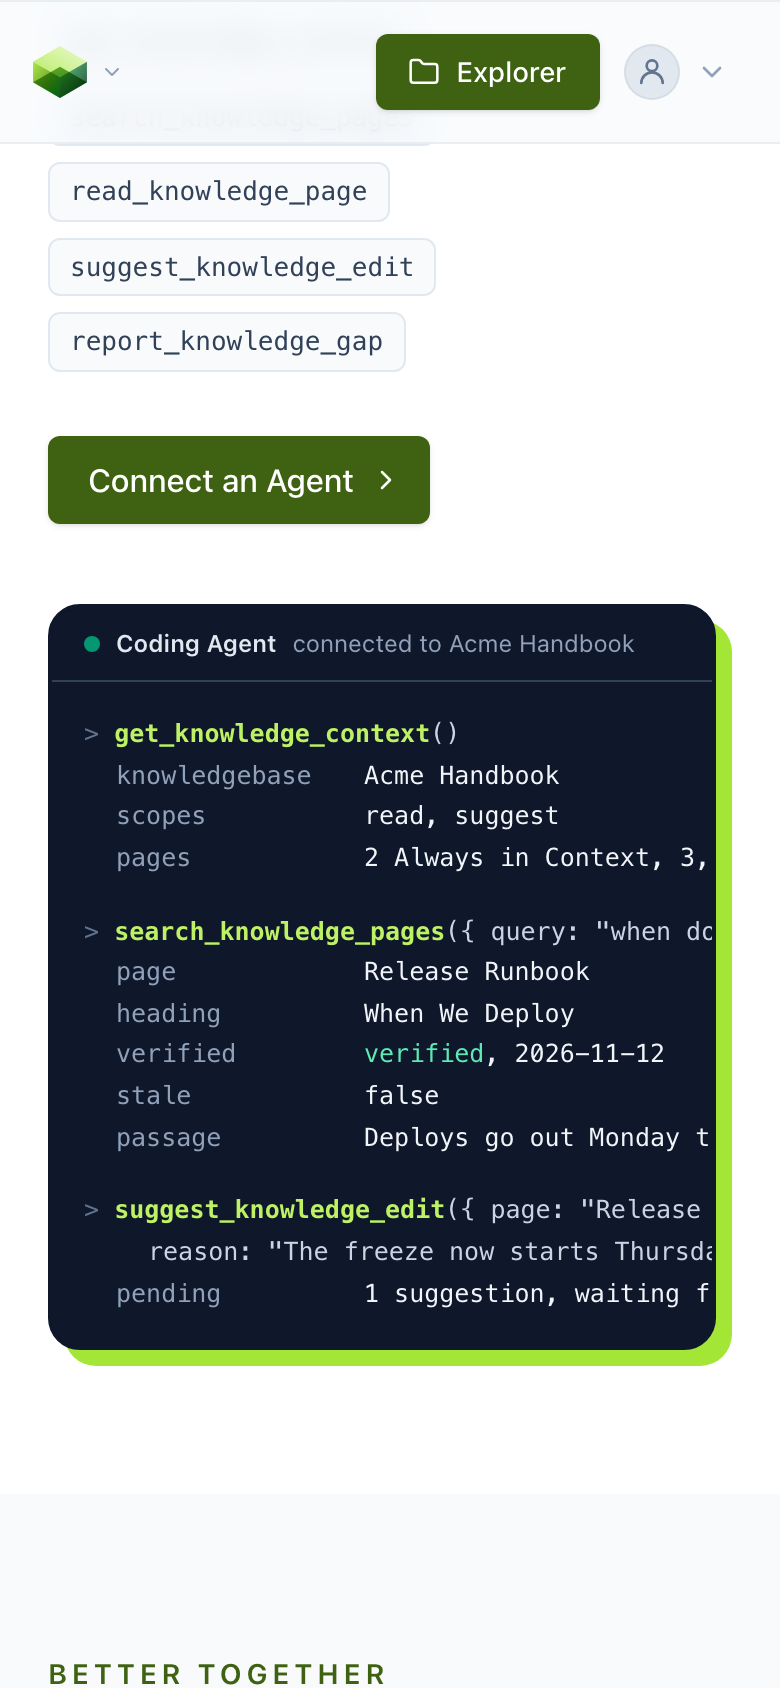 Explorer
search_knowledge_pages
read_knowledge_page
suggest_knowledge_edit
report_knowledge_gap
Connect an Agent
Coding Agent connected to Acme Handbook
> get_knowledge_context()
knowledgebase Acme Handbook
scopes read, suggest
pages 2 Always in Context, 3,
> search_knowledge_pages({ query: "when do
page Release Runbook
heading When We Deploy
verified verified, 2026-11-12
stale false
passage Deploys go out Monday t
> suggest_knowledge_edit({ page: "Release
reason: "The freeze now starts Thursda
pending 1 suggestion, waiting f
BETTER TOGETHER